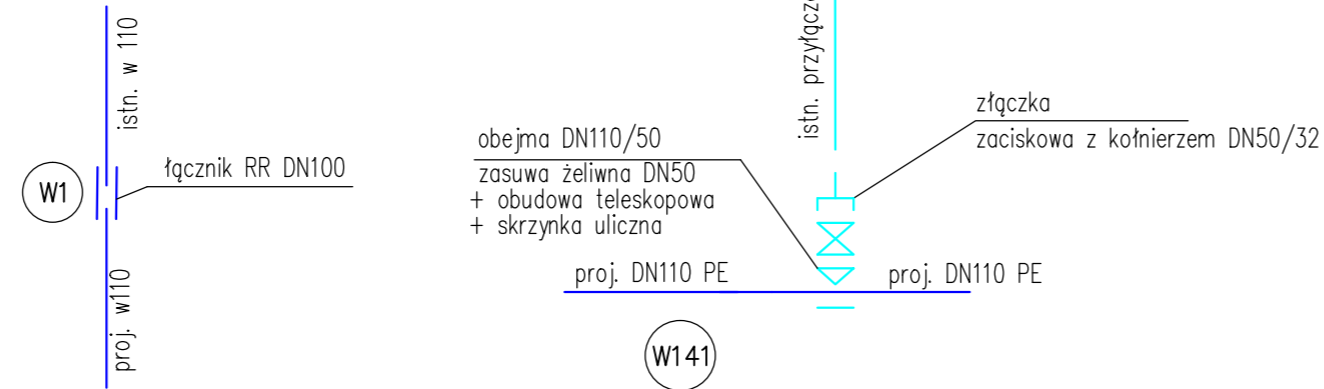 istn. w 110
W1
łącznik RR DN100
proj. w110
obejma DN110/50
zasuwa żeliwna DN50
+ obudowa teleskopowa
+ skrzynka uliczna
istn.
złączka
zaciskowa z kołnierzem DN50/32
proj. DN110 PE
proj. DN110 PE
W141